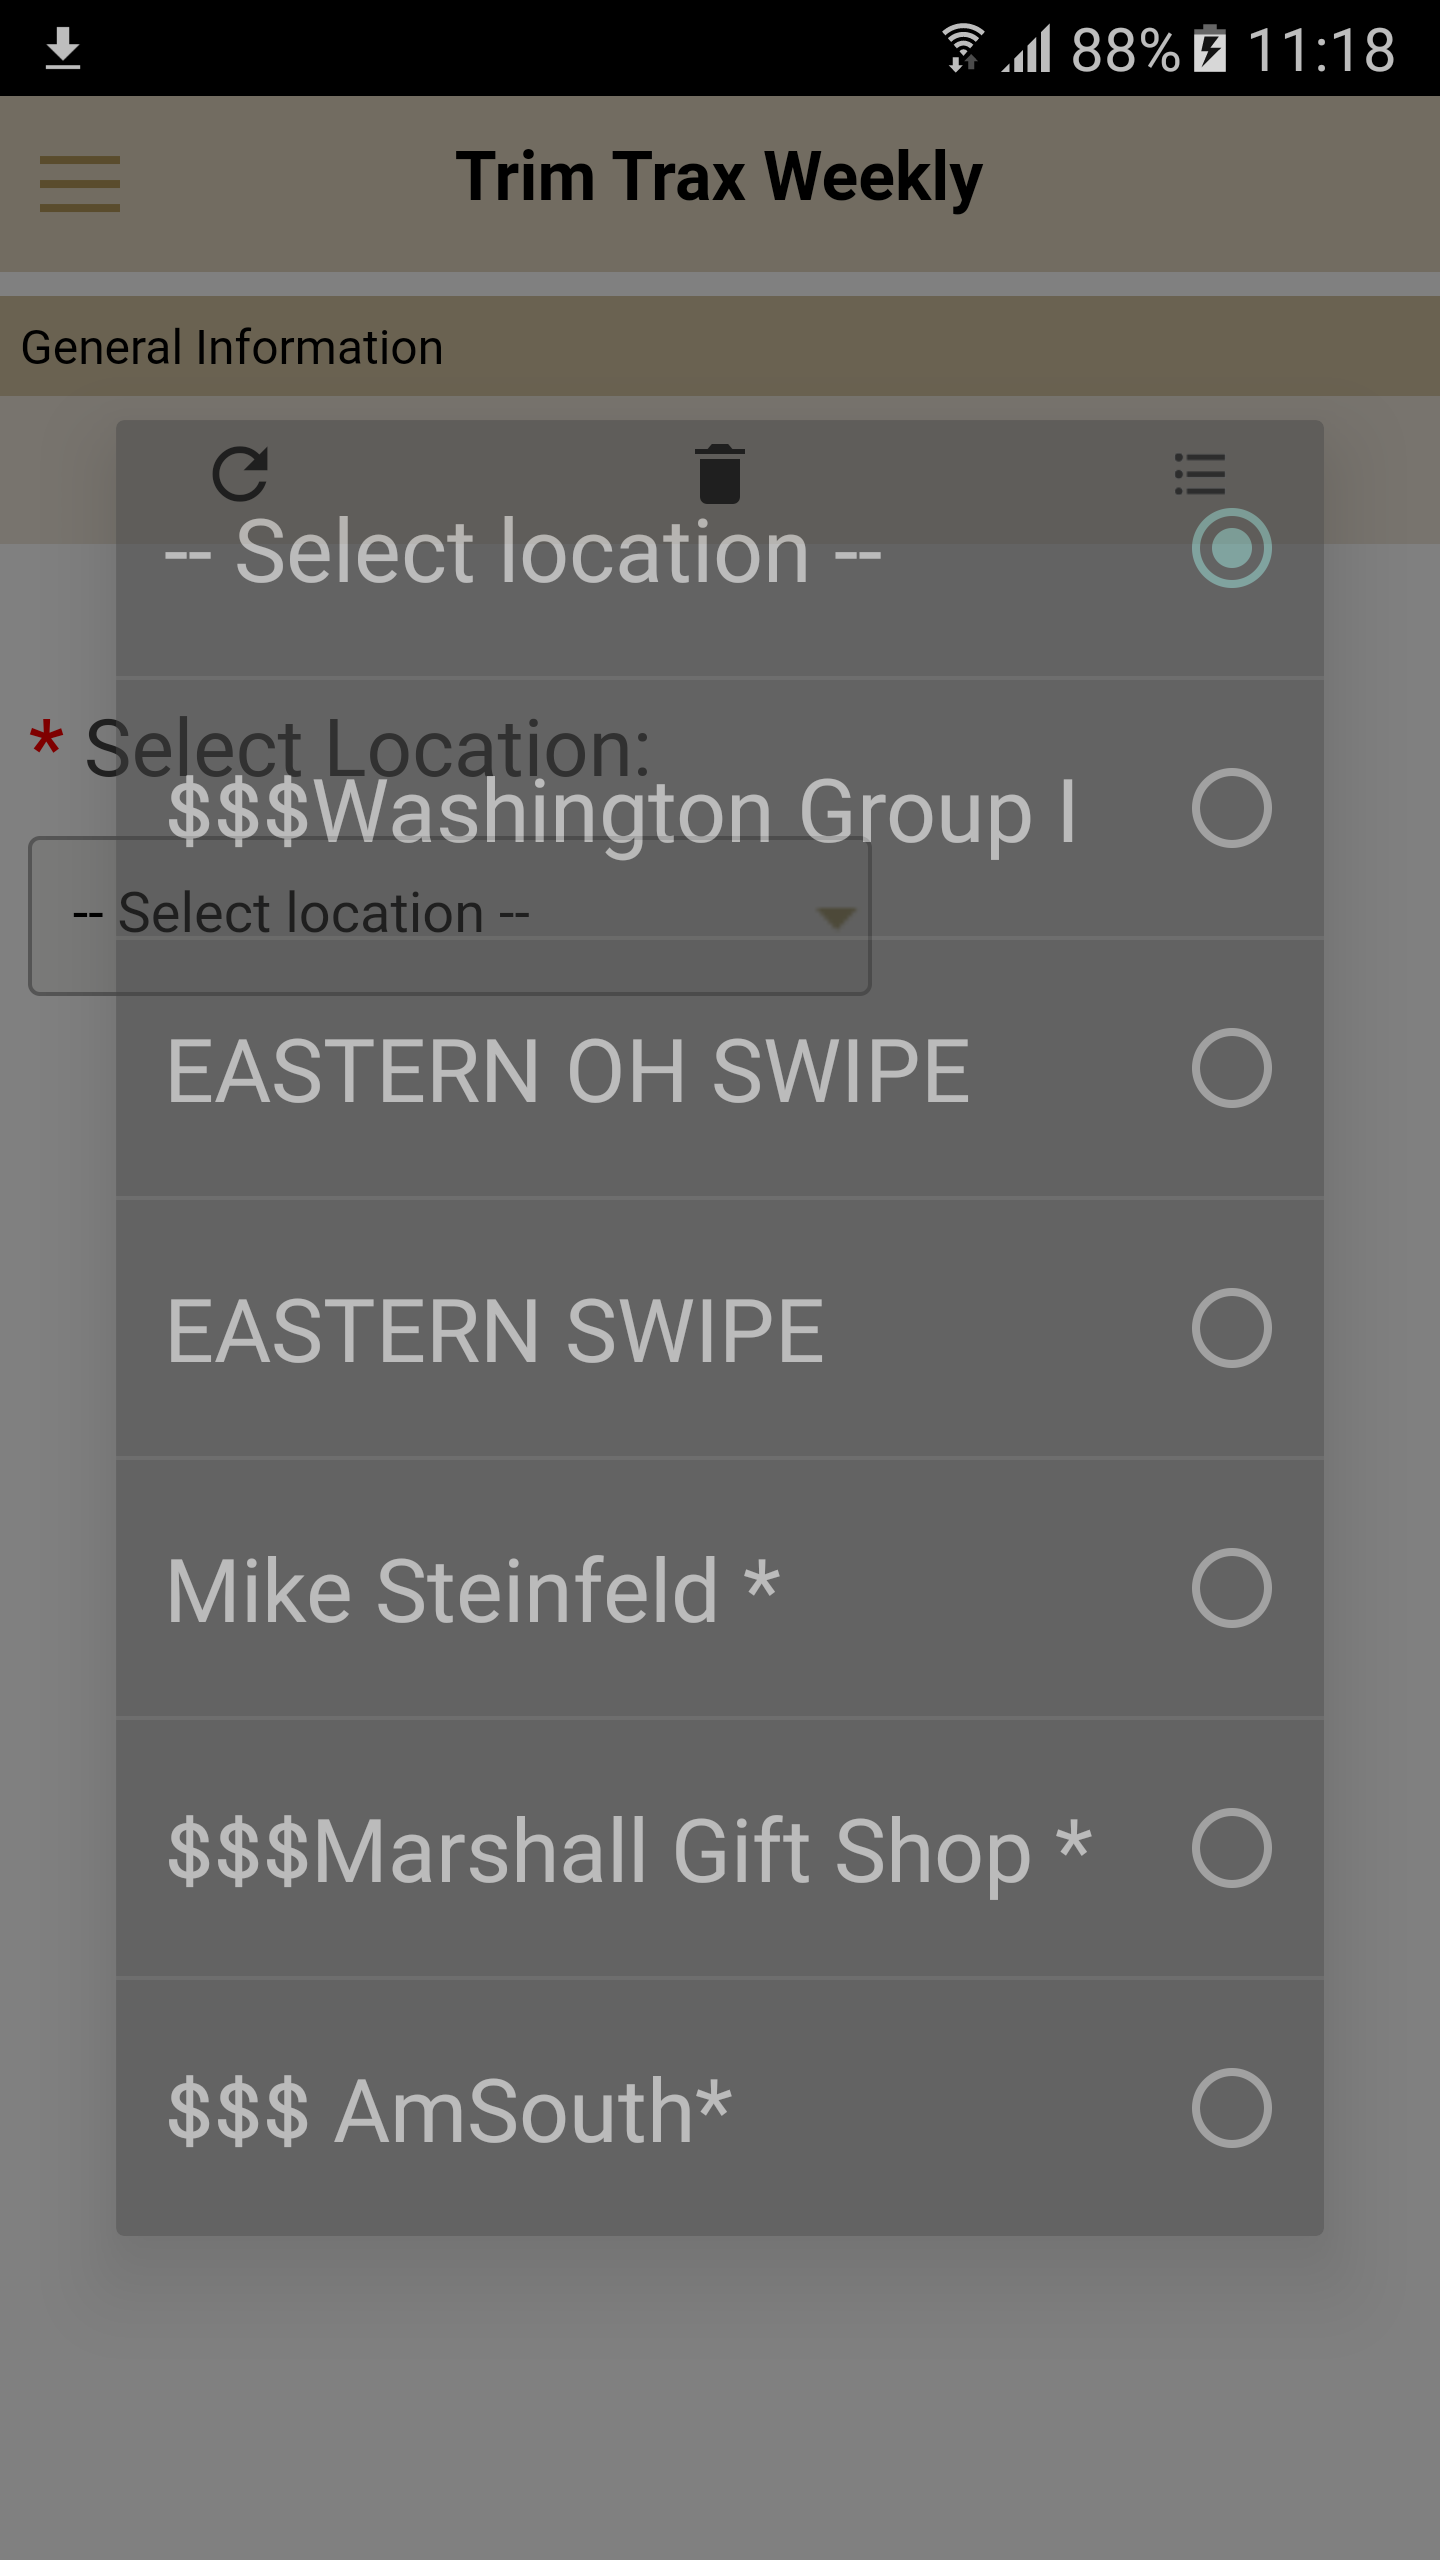 88% 11:18
Trim Trax Weekly
General Information
-- Select location --
* Select Location:
$$$Washington Group I
-- Select location --
EASTERN OH SWIPE
EASTERN SWIPE
Mike Steinfeld *
$$$Marshall Gift Shop *
$$$ AmSouth*